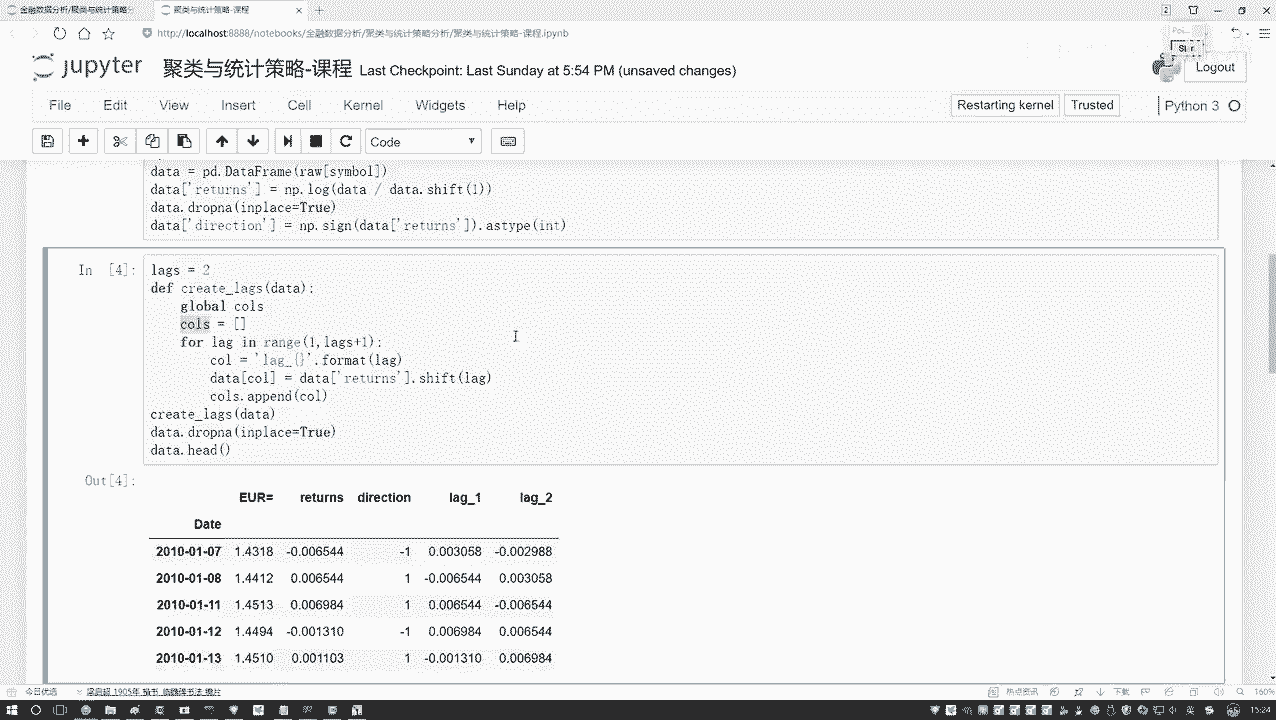 金融数据分析/聚类与统计策略分
聚类与统计策略-课程
http://localhost:8888/notebooks/金融数据分析/聚类与统计策略分析/聚类与统计策略-课程.ipynb
jupyter 聚类与统计策略-课程 Last Checkpoint: Last Sunday at 5:54 PM (unsaved changes)
Logout
File Edit View Insert Cell Kernel Widgets Help
Restarting kernel Trusted Python 3
Code
data = pd.DataFrame(raw[symbol])
data['returns'] = np.log(data / data.shift(1))
data.dropna(inplace=True)
data['direction'] = np.sign(data['returns']).astype(int)
In [4]:
lags = 2
def create_lags(data):
global cols
cols = []
for lag in range(1,lags+1):
col = 'lag_{}'.format(lag)
data[col] = data['returns'].shift(lag)
cols.append(col)
create_lags(data)
data.dropna(inplace=True)
data.head()
Out[4]:
EUR= returns direction lag_1 lag_2
Date
2010-01-07 1.4318 -0.006544 -1 0.003058 -0.002988
2010-01-08 1.4412 0.006544 1 -0.006544 0.003058
2010-01-11 1.4513 0.006984 1 0.006544 -0.006544
2010-01-12 1.4494 -0.001310 -1 0.006984 0.006544
2010-01-13 1.4510 0.001103 1 -0.001310 0.006984
今日优选
热点资讯 下载 160%
15:24